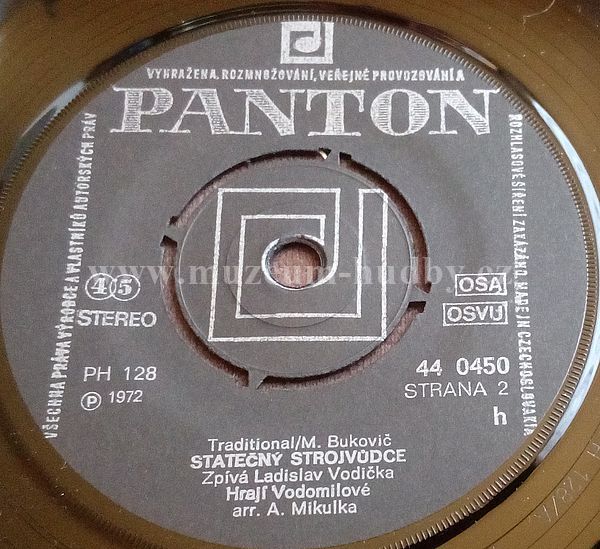 VŠECHNA PRÁVA VÝROBCE A VLASTNÍKŮ AUTORSKÝCH PRÁV VYHRAŽENA. ROZMNOŽOVÁNÍ, VEŘEJNÉ PROVOZOVÁNÍ A ROZHLASOVÉ ŠÍŘENÍ ZAKÁZÁNO. MADE IN CZECHOSLOVAKIA
PANTON
www.muzeum-hudby.cz
45
STEREO
OSA
OSVU
PH 128
℗ 1972
44 0450
STRANA 2
h
Traditional/M. Bukovič
STATEČNÝ STROJVŮDCE
Zpívá Ladislav Vodička
Hrají Vodomilové
arr. A. Mikulka